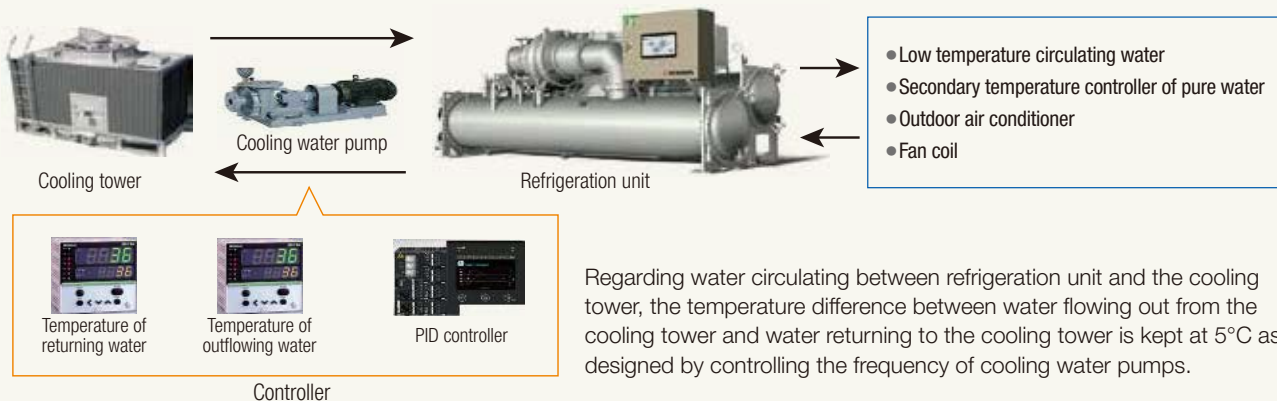 ● Low temperature circulating water
● Secondary temperature controller of pure water
● Outdoor air conditioner
● Fan coil
Cooling water pump
Cooling tower
Refrigeration unit
36
36
36
36
Temperature of
returning water
Temperature of
outflowing water
PID controller
Controller
Regarding water circulating between refrigeration unit and the cooling
tower, the temperature difference between water flowing out from the
cooling tower and water returning to the cooling tower is kept at 5°C as
designed by controlling the frequency of cooling water pumps.